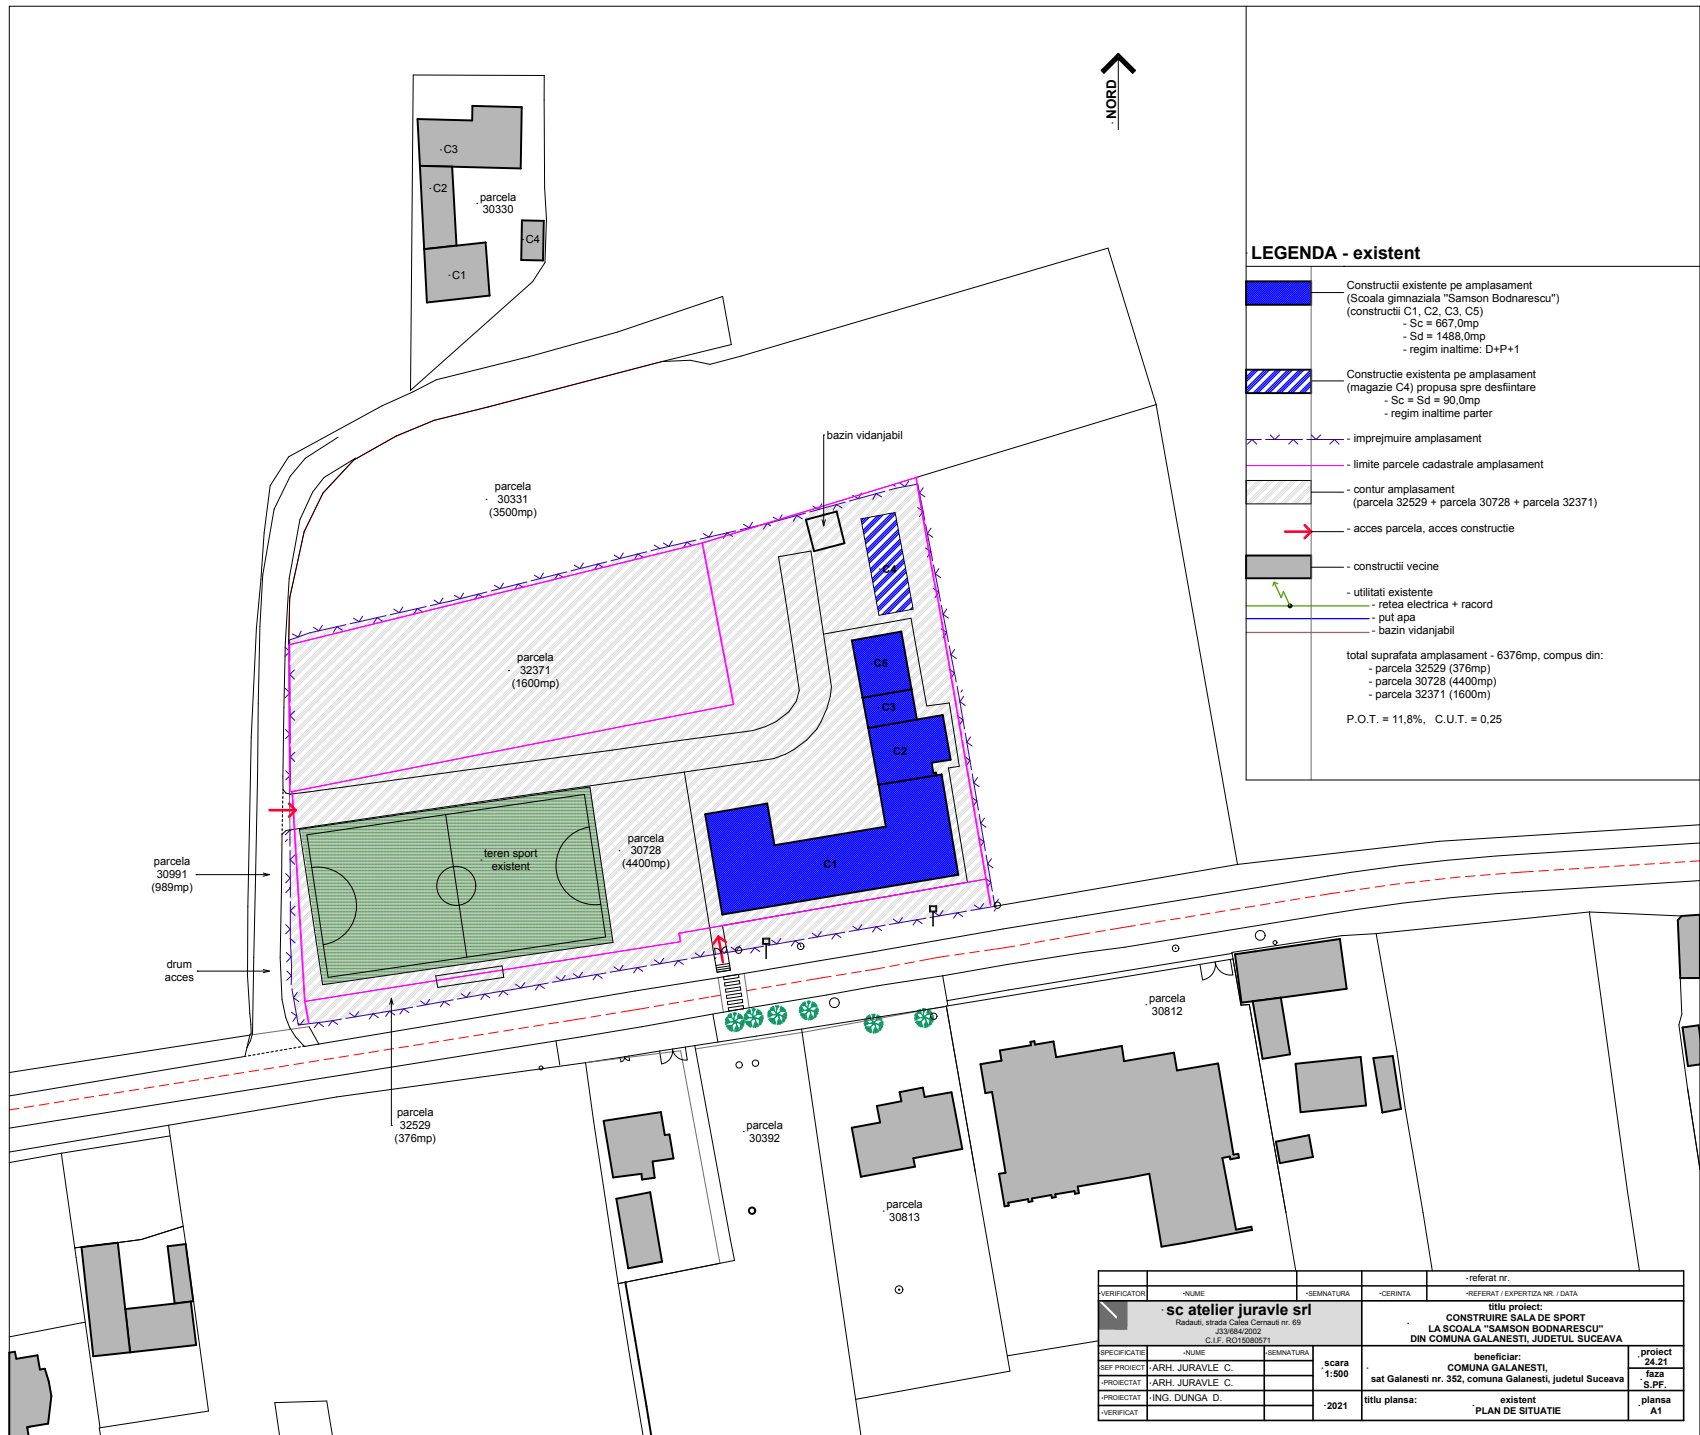 NORD
C3
C2
parcela
30330
C4
C1
LEGENDA - existent
Constructii existente pe amplasament
(Scoala gimnaziala "Samson Bodnarescu")
(constructii C1, C2, C3, C5)
- Sc = 667,0mp
- Sd = 1488,0mp
- regim inaltime: D+P+1
Constructie existenta pe amplasament
(magazie C4) propusa spre desfiintare
- Sc = Sd = 90,0mp
- regim inaltime parter
- imprejmuire amplasament
- limite parcele cadastrale amplasament
- contur amplasament
(parcela 32529 + parcela 30728 + parcela 32371)
- acces parcela, acces constructie
- constructii vecine
- utilitati existente
- retea electrica + racord
- put apa
- bazin vidanjabil
total suprafata amplasament - 6376mp, compus din:
- parcela 32529 (376mp)
- parcela 30728 (4400mp)
- parcela 32371 (1600m)
P.O.T. = 11,8%, C.U.T. = 0,25
bazin vidanjabil
parcela
30331
(3500mp)
C4
parcela
32371
(1600mp)
C5
C3
C2
parcela
30728
(4400mp)
teren sport
existent
C1
parcela
30991
(989mp)
drum
acces
parcela
30812
parcela
32529
(376mp)
parcela
30392
parcela
30813
referat nr.
VERIFICATOR NUME SEMNATURA CERINTA REFERAT / EXPERTIZA NR. / DATA
sc atelier juravle srl
Radauti, strada Calea Cernauti nr. 69
J33/684/2002
C.I.F. RO15080571
titlu proiect:
CONSTRUIRE SALA DE SPORT
LA SCOALA "SAMSON BODNARESCU"
DIN COMUNA GALANESTI, JUDETUL SUCEAVA
SPECIFICATIE NUME SEMNATURA
SEF PROIECT ARH. JURAVLE C.
PROIECTAT ARH. JURAVLE C.
PROIECTAT ING. DUNGA D.
VERIFICAT
scara
1:500
2021
beneficiar:
COMUNA GALANESTI,
sat Galanesti nr. 352, comuna Galanesti, judetul Suceava
proiect
24.21
faza
S.PF.
titlu plansa: existent
PLAN DE SITUATIE
plansa
A1